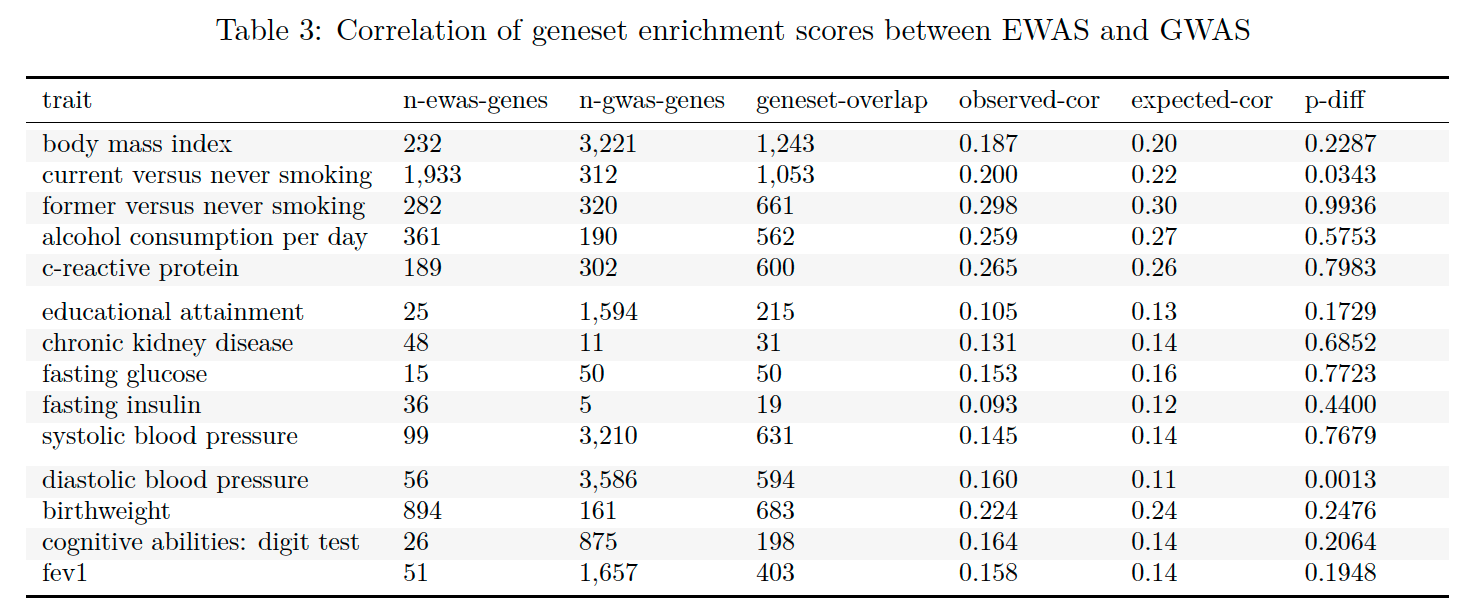 Table 3: Correlation of geneset enrichment scores between EWAS and GWAS
trait n-ewas-genes n-gwas-genes geneset-overlap observed-cor expected-cor p-diff
body mass index 232 3,221 1,243 0.187 0.20 0.2287
current versus never smoking 1,933 312 1,053 0.200 0.22 0.0343
former versus never smoking 282 320 661 0.298 0.30 0.9936
alcohol consumption per day 361 190 562 0.259 0.27 0.5753
c-reactive protein 189 302 600 0.265 0.26 0.7983
educational attainment 25 1,594 215 0.105 0.13 0.1729
chronic kidney disease 48 11 31 0.131 0.14 0.6852
fasting glucose 15 50 50 0.153 0.16 0.7723
fasting insulin 36 5 19 0.093 0.12 0.4400
systolic blood pressure 99 3,210 631 0.145 0.14 0.7679
diastolic blood pressure 56 3,586 594 0.160 0.11 0.0013
birthweight 894 161 683 0.224 0.24 0.2476
cognitive abilities: digit test 26 875 198 0.164 0.14 0.2064
fev1 51 1,657 403 0.158 0.14 0.1948